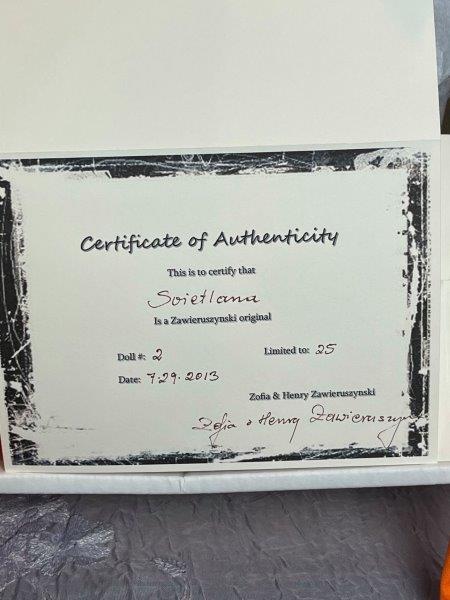 Certificate of Authenticity
This is to certify that
Svietlana
Is a Zawieruszynski original
Doll #: 2 Limited to: 25
Date: 7.29.2013
Zofia & Henry Zawieruszynski
Zofia & Henry Zawieruszyn